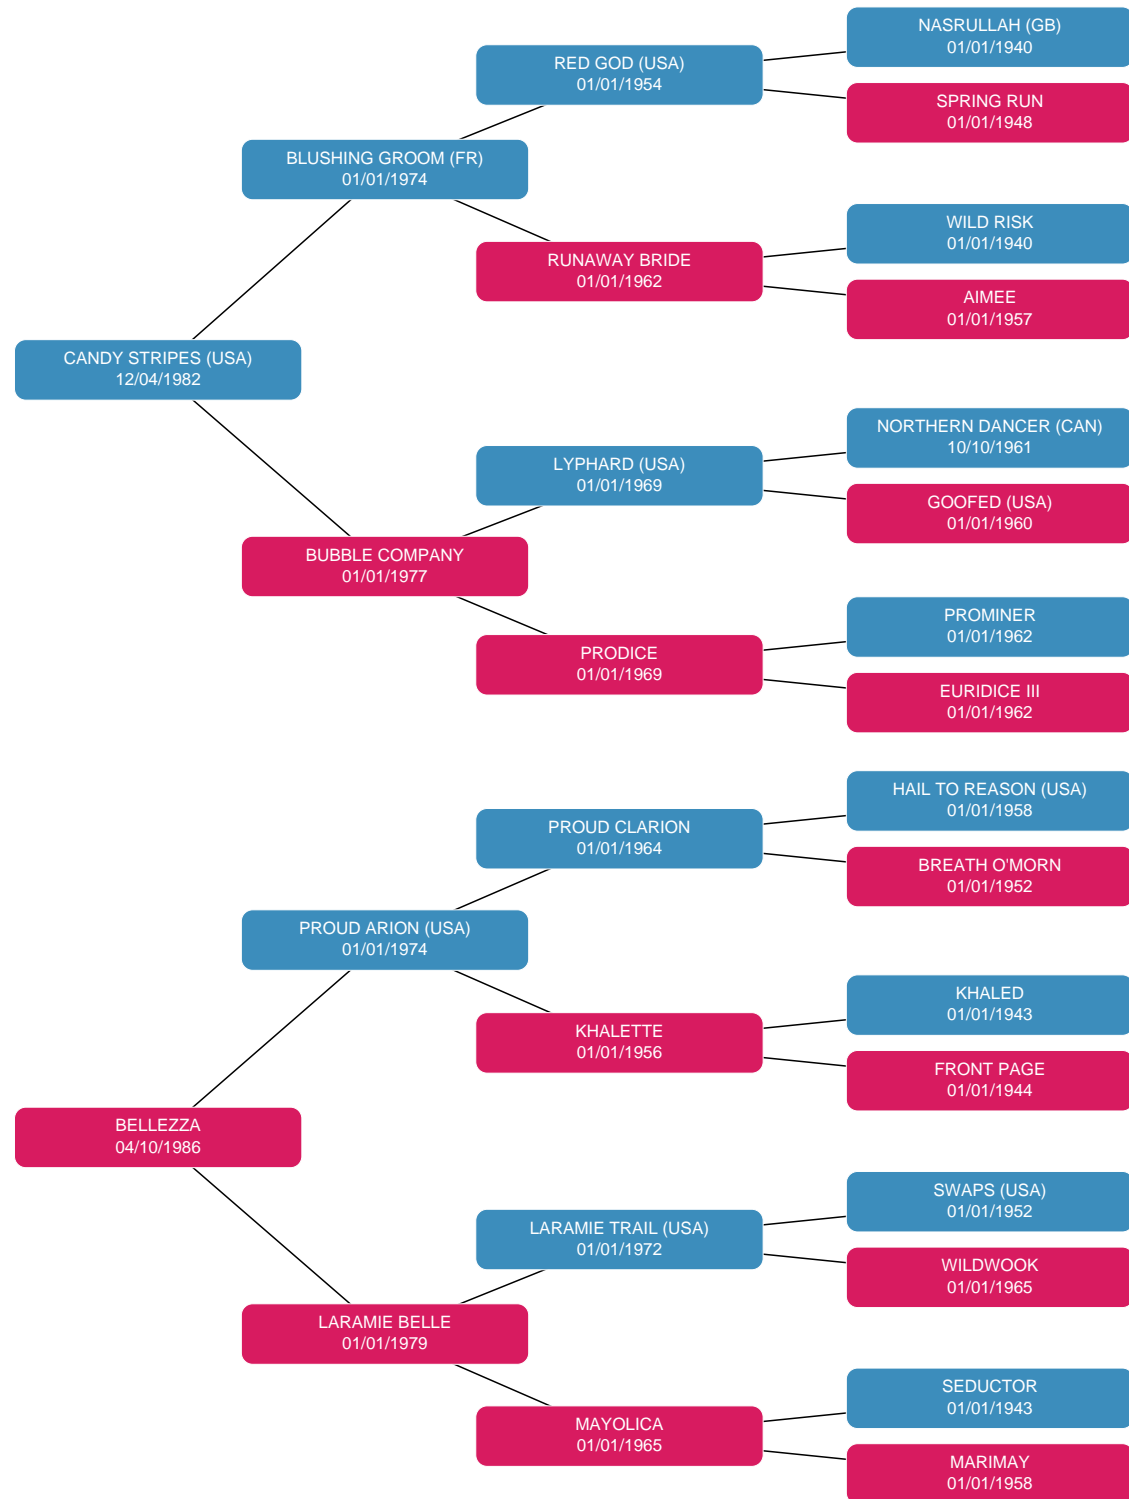 NASRULLAH (GB)
01/01/1940
RED GOD (USA)
01/01/1954
SPRING RUN
01/01/1948
BLUSHING GROOM (FR)
01/01/1974
WILD RISK
01/01/1940
RUNAWAY BRIDE
01/01/1962
AIMEE
01/01/1957
CANDY STRIPES (USA)
12/04/1982
NORTHERN DANCER (CAN)
10/10/1961
LYPHARD (USA)
01/01/1969
GOOFED (USA)
01/01/1960
BUBBLE COMPANY
01/01/1977
PROMINER
01/01/1962
PRODICE
01/01/1969
EURIDICE III
01/01/1962
HAIL TO REASON (USA)
01/01/1958
PROUD CLARION
01/01/1964
BREATH O'MORN
01/01/1952
PROUD ARION (USA)
01/01/1974
KHALED
01/01/1943
KHALETTE
01/01/1956
FRONT PAGE
01/01/1944
BELLEZZA
04/10/1986
SWAPS (USA)
01/01/1952
LARAMIE TRAIL (USA)
01/01/1972
WILDWOOK
01/01/1965
LARAMIE BELLE
01/01/1979
SEDUCTOR
01/01/1943
MAYOLICA
01/01/1965
MARIMAY
01/01/1958